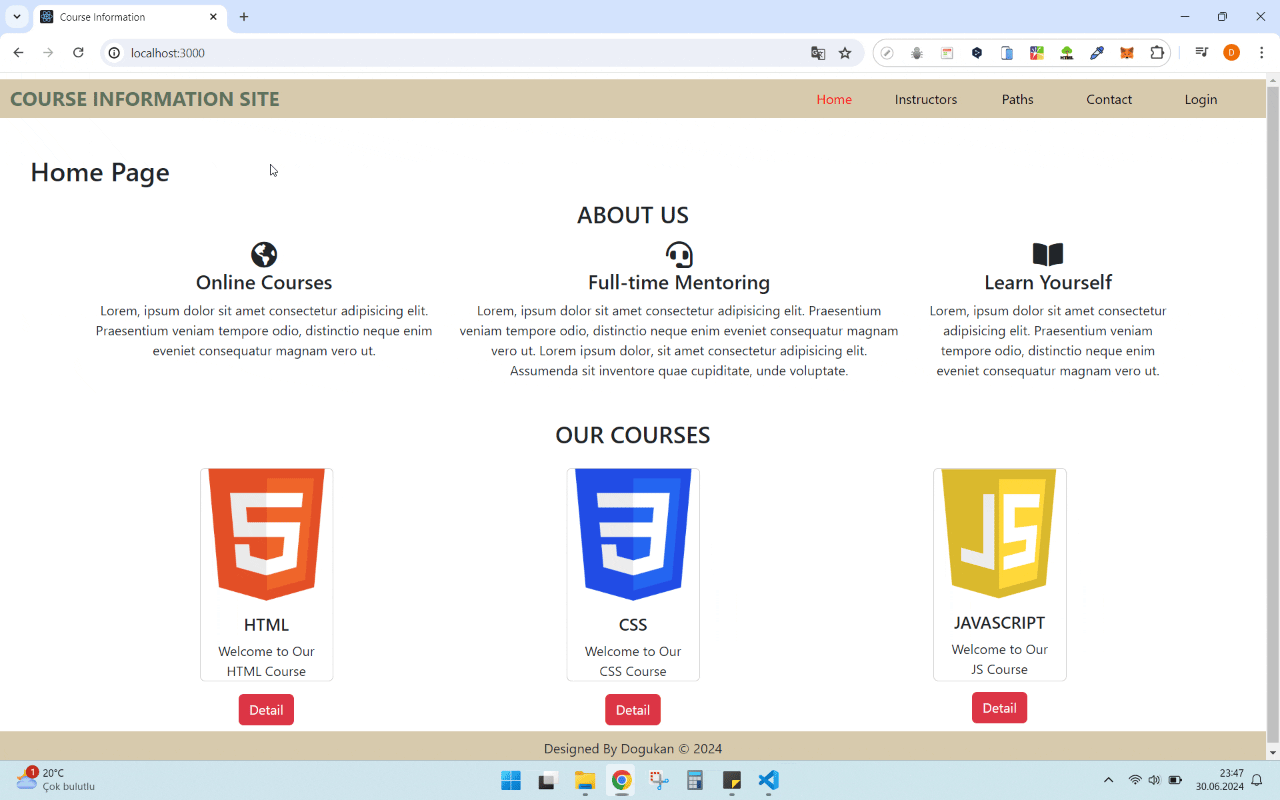 Course Information
localhost:3000
D
HTML
COURSE INFORMATION SITE
Home
Instructors
Paths
Contact
Login
Home Page
ABOUT US
Online Courses
Lorem, ipsum dolor sit amet consectetur adipisicing elit.
Praesentium veniam tempore odio, distinctio neque enim
eveniet consequatur magnam vero ut.
Full-time Mentoring
Lorem, ipsum dolor sit amet consectetur adipisicing elit. Praesentium
veniam tempore odio, distinctio neque enim eveniet consequatur magnam
vero ut. Lorem ipsum dolor, sit amet consectetur adipisicing elit.
Assumenda sit inventore quae cupiditate, unde voluptate.
Learn Yourself
Lorem, ipsum dolor sit amet consectetur
adipisicing elit. Praesentium veniam
tempore odio, distinctio neque enim
eveniet consequatur magnam vero ut.
OUR COURSES
5
HTML
Welcome to Our
HTML Course
Detail
3
CSS
Welcome to Our
CSS Course
Detail
JS
JAVASCRIPT
Welcome to Our
JS Course
Detail
Designed By Dogukan © 2024
1
20°C
Çok bulutlu
23:47
30.06.2024